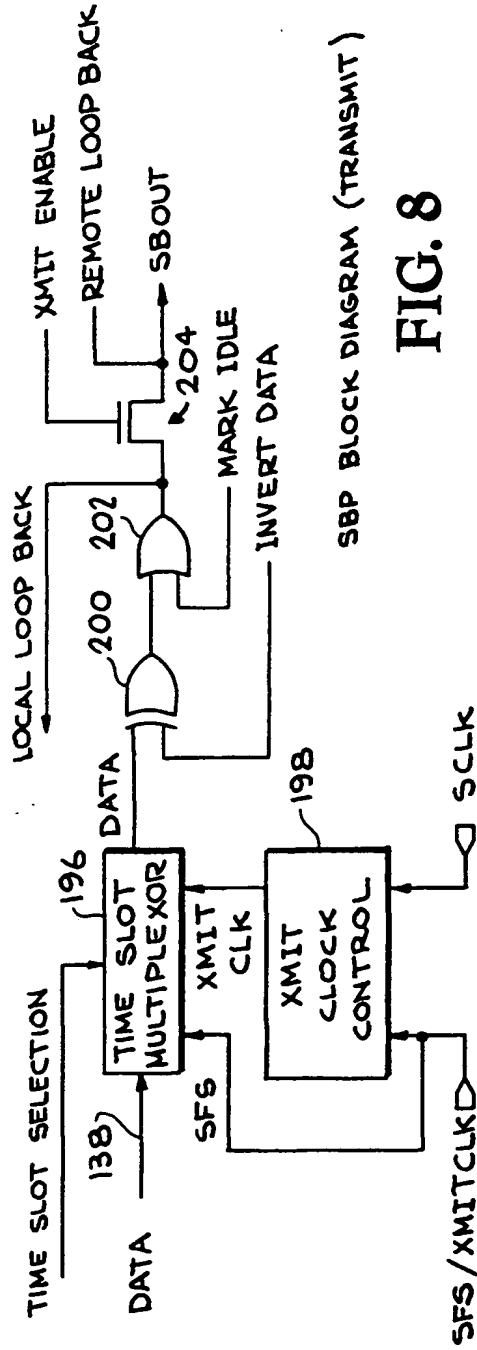 TIME SLOT SELECTION
196
138
DATA
TIME SLOT
MULTIPLEXOR
DATA
SFS
XMIT
CLK
198
XMIT
CLOCK
CONTROL
SFS/XMITCLK
SCLK
LOCAL LOOP BACK
200
202
XMIT ENABLE
REMOTE LOOP BACK
SBOUT
204
MARK IDLE
INVERT DATA
SBP BLOCK DIAGRAM (TRANSMIT)
FIG. 8